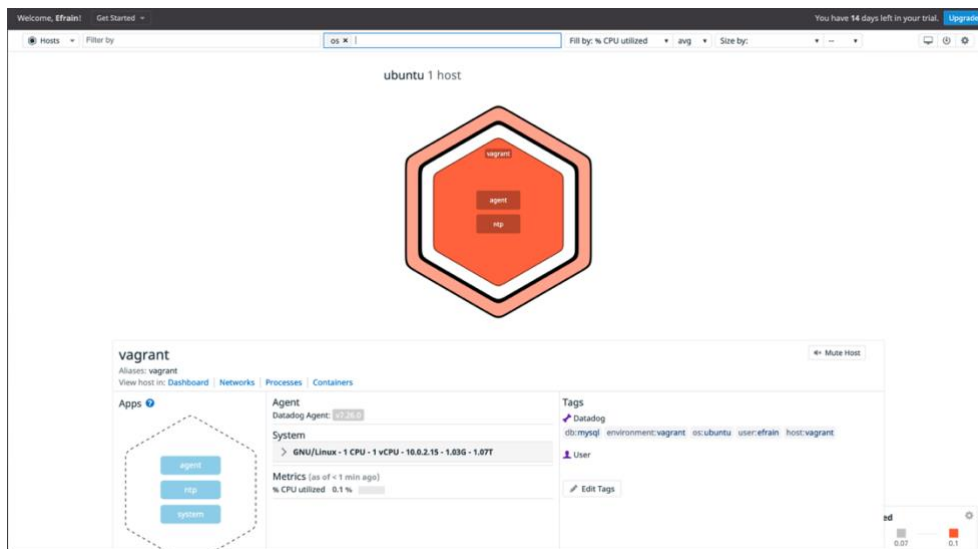 Welcome, Efrain! Get Started You have 14 days left in your trial. Upgrade
Hosts Filter by os × Fill by: % CPU utilized avg Size by: --
ubuntu 1 host
vagrant
agent
ntp
vagrant Mute Host
Aliases: vagrant
View host in: Dashboard Networks Processes Containers
Apps ?
agent
ntp
system
Agent
Datadog Agent: v7.26.0
System
GNU/Linux - 1 CPU - 1 vCPU - 10.0.2.15 - 1.03G - 1.07T
Metrics (as of < 1 min ago)
% CPU utilized 0.1 %
Tags
Datadog
db:mysql environment:vagrant os:ubuntu user:efrain host:vagrant
User
Edit Tags
ed
0.07 0.1